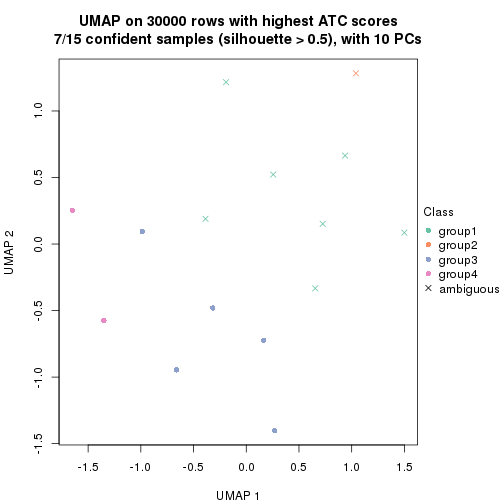 UMAP on 30000 rows with highest ATC scores
7/15 confident samples (silhouette > 0.5), with 10 PCs
UMAP 2
1.0
0.5
0.0
-0.5
-1.0
-1.5
-1.5
-1.0
-0.5
0.0
0.5
1.0
1.5
UMAP 1
Class
group1
group2
group3
group4
ambiguous